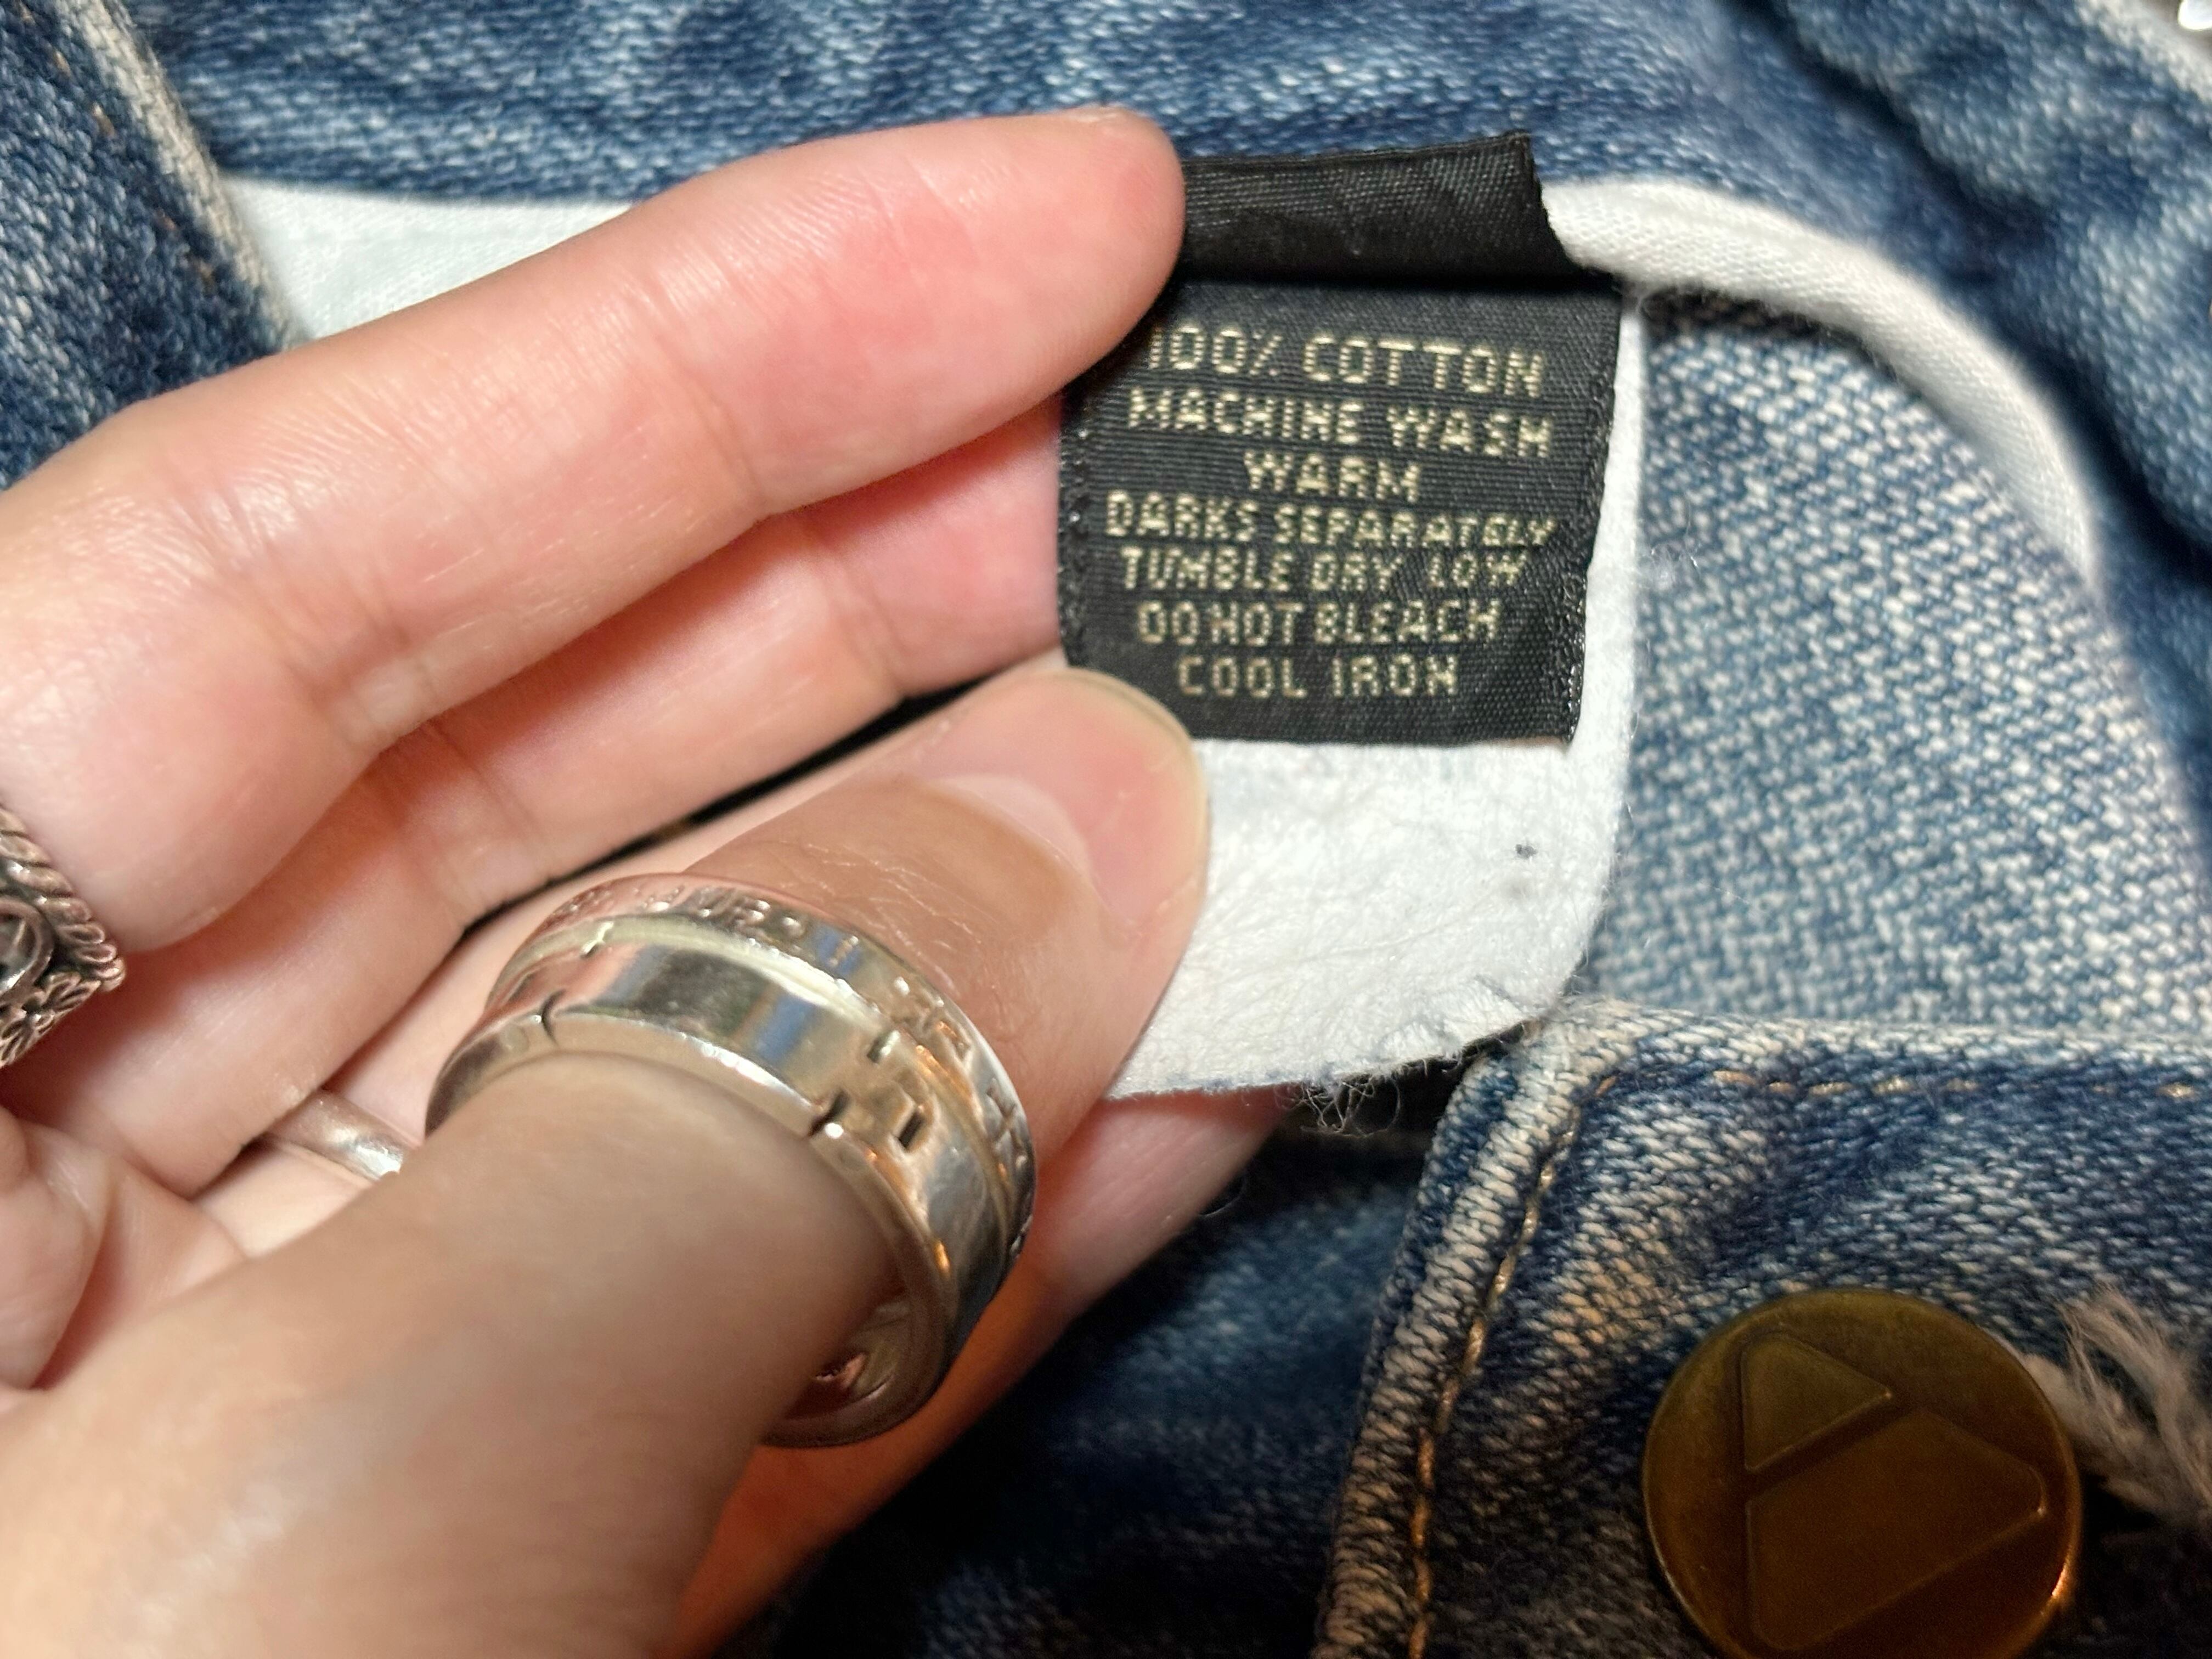 100% COTTON
MACHINE WASH
WARM
DARKS SEPARATELY
TUMBLE DRY LOW
DO NOT BLEACH
COOL IRON